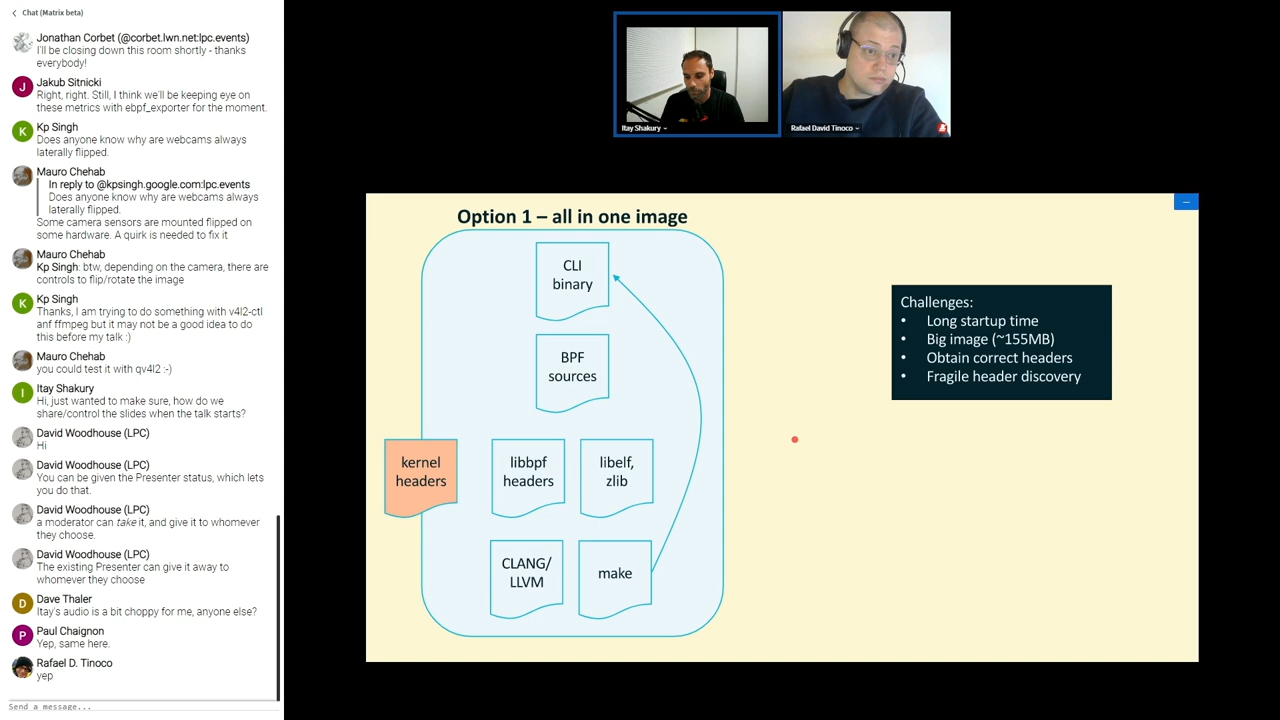 Chat (Matrix beta)
Jonathan Corbet (@corbet.lwn.net:lpc.events)
I'll be closing down this room shortly - thanks
everybody!
Jakub Sitnicki
Right, right. Still, I think we'll be keeping eye on
these metrics with ebpf_exporter for the moment.
Kp Singh
Does anyone know why are webcams always
laterally flipped.
Mauro Chehab
In reply to @kpsingh.google.com:lpc.events
Does anyone know why are webcams always
laterally flipped.
Some camera sensors are mounted flipped on
some hardware. A quirk is needed to fix it
Mauro Chehab
Kp Singh: btw, depending on the camera, there are
controls to flip/rotate the image
Kp Singh
Thanks, I am trying to do something with v4l2-ctl
anf ffmpeg but it may not be a good idea to do
this before my talk :)
Mauro Chehab
you could test it with qv4l2 :-)
Itay Shakury
Hi, just wanted to make sure, how do we
share/control the slides when the talk starts?
David Woodhouse (LPC)
Hi
David Woodhouse (LPC)
You can be given the Presenter status, which lets
you do that.
David Woodhouse (LPC)
a moderator can take it, and give it to whomever
they choose.
David Woodhouse (LPC)
The existing Presenter can give it away to
whomever they choose
Dave Thaler
Itay's audio is a bit choppy for me, anyone else?
Paul Chaignon
Yep, same here.
Rafael D. Tinoco
yep
Send a message...
K
J
K
I
D
P
Itay Shakury
Rafael David Tinoco
Option 1 – all in one image
CLI
binary
BPF
sources
kernel
headers
libbpf
headers
libelf,
zlib
CLANG/
LLVM
make
Challenges:
• Long startup time
• Big image (~155MB)
• Obtain correct headers
• Fragile header discovery